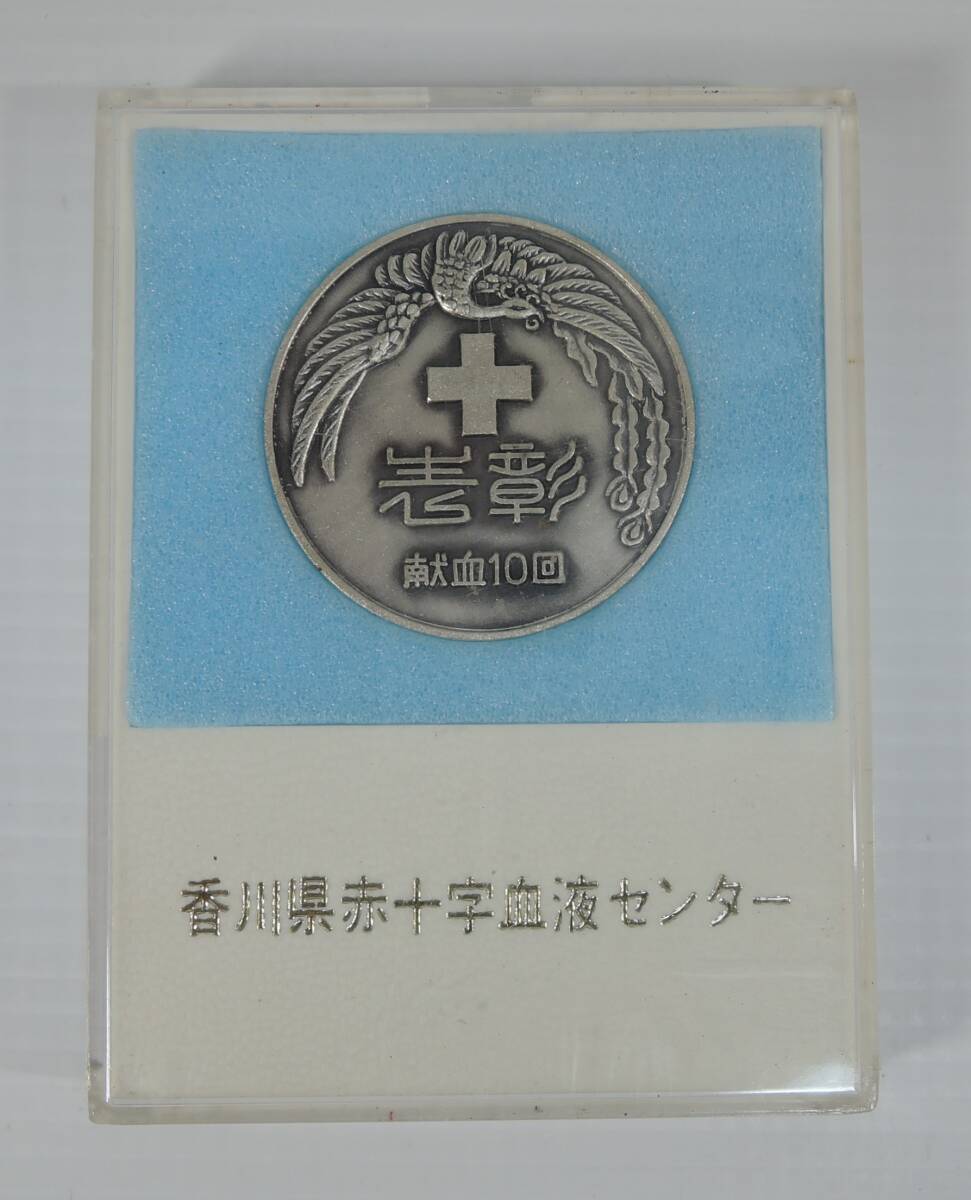 表彰
献血10回
香川県赤十字血液センター